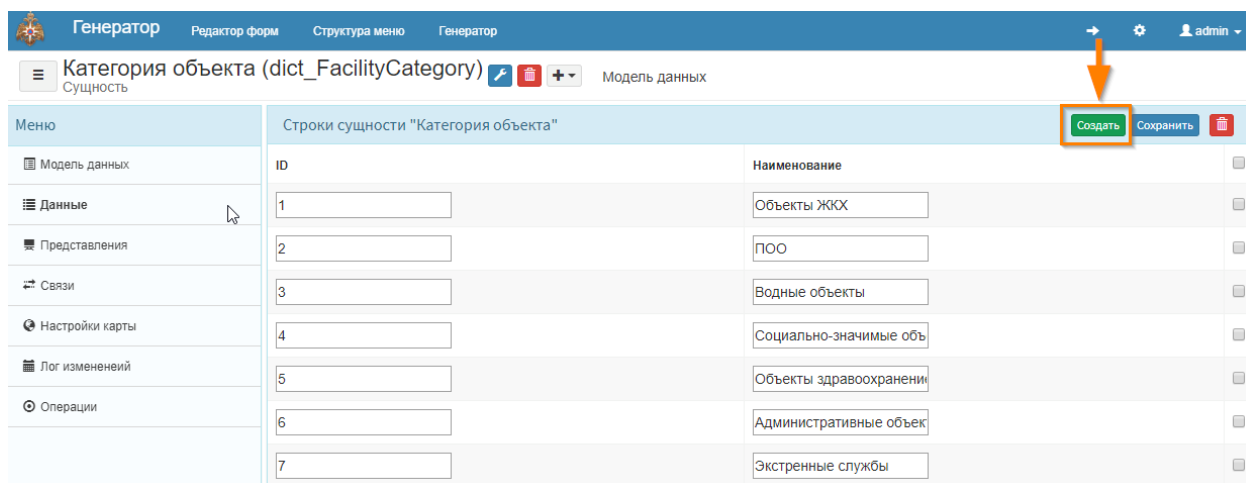 Генератор Редактор форм Структура меню Генератор admin
Категория объекта (dict_FacilityCategory) Модель данных
Сущность
Меню
Строки сущности "Категория объекта" Создать Сохранить
Модель данных
ID Наименование
Данные
1 Объекты ЖКХ
Представления
2 ПОО
Связи
3 Водные объекты
Настройки карты
4 Социально-значимые объ
Лог измененеий
5 Объекты здравоохранени
Операции
6 Административные объек
7 Экстренные службы